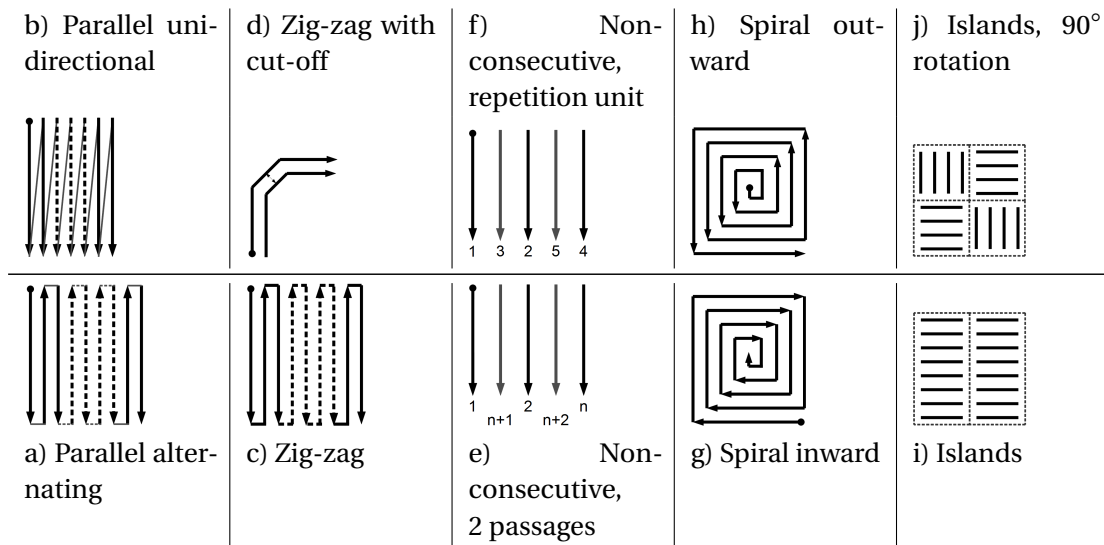 b) Parallel uni-
directional
d) Zig-zag with
cut-off
f) Non-
consecutive,
repetition unit
h) Spiral out-
ward
j) Islands, 90°
rotation
1 3 2 5 4
1 2 n
n+1 n+2
a) Parallel alter-
nating
c) Zig-zag
e) Non-
consecutive,
2 passages
g) Spiral inward
i) Islands